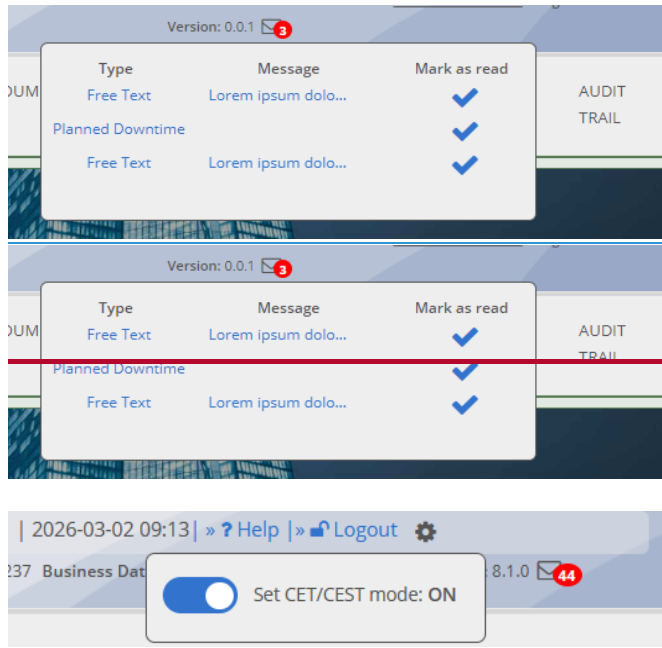 Version: 0.0.1 3
Type Message Mark as read
Free Text Lorem ipsum dolo...
Planned Downtime
Free Text Lorem ipsum dolo...
OUM
AUDIT
TRAIL
Version: 0.0.1 3
Type Message Mark as read
Free Text Lorem ipsum dolo...
Planned Downtime
Free Text Lorem ipsum dolo...
OUM
AUDIT
TRAIL
| 2026-03-02 09:13| » ? Help |» Logout
237 Business Dat : 8.1.0 44
Set CET/CEST mode: ON